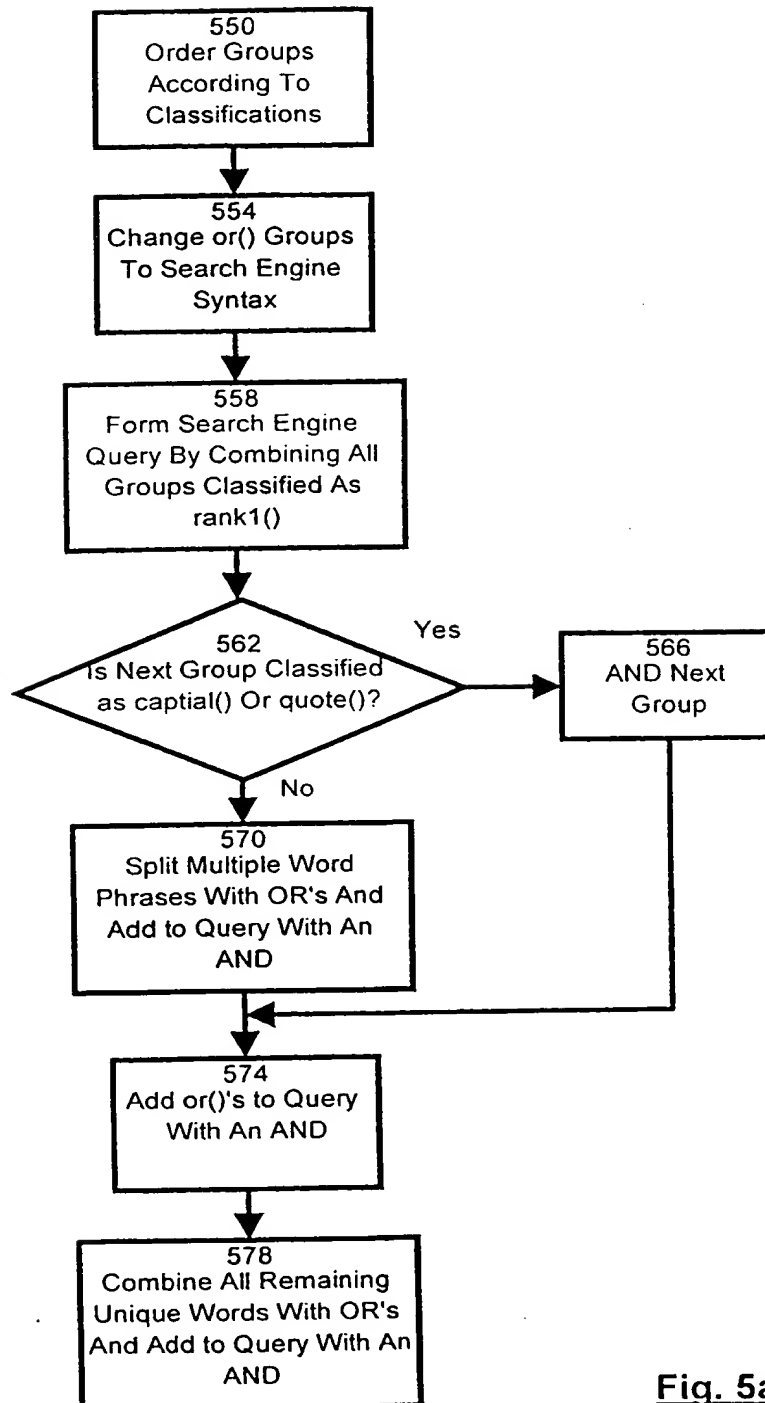 550
Order Groups
According To
Classifications
554
Change or() Groups
To Search Engine
Syntax
558
Form Search Engine
Query By Combining All
Groups Classified As
rank1()
562
Is Next Group Classified
as captial() Or quote()?
Yes
566
AND Next
Group
No
570
Split Multiple Word
Phrases With OR's And
Add to Query With An
AND
574
Add or()'s to Query
With An AND
578
Combine All Remaining
Unique Words With OR's
And Add to Query With An
AND
Fig. 5a